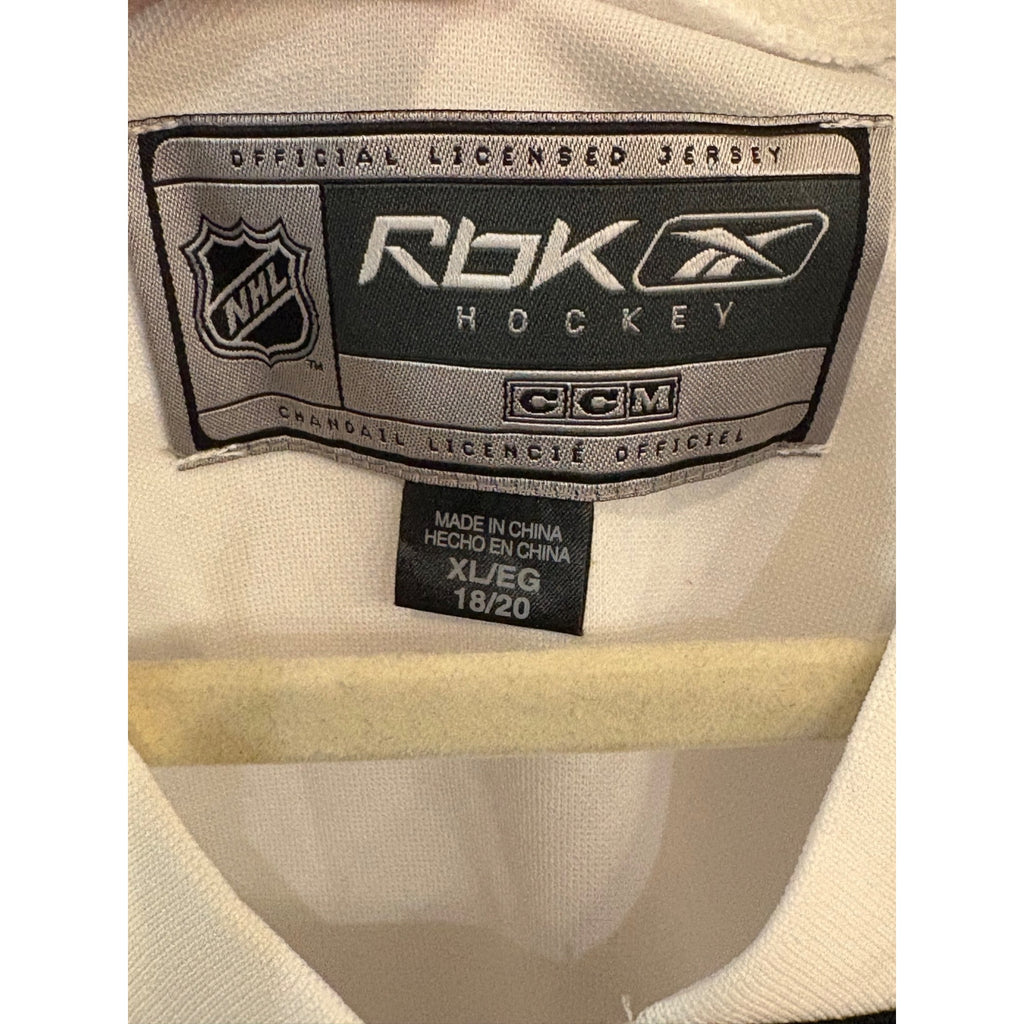 OFFICIAL LICENSED JERSEY
NHL
TM
RbK
HOCKEY
CCM
CHANDAIL LICENCIÉ OFFICIEL
MADE IN CHINA
HECHO EN CHINA
XL/EG
18/20